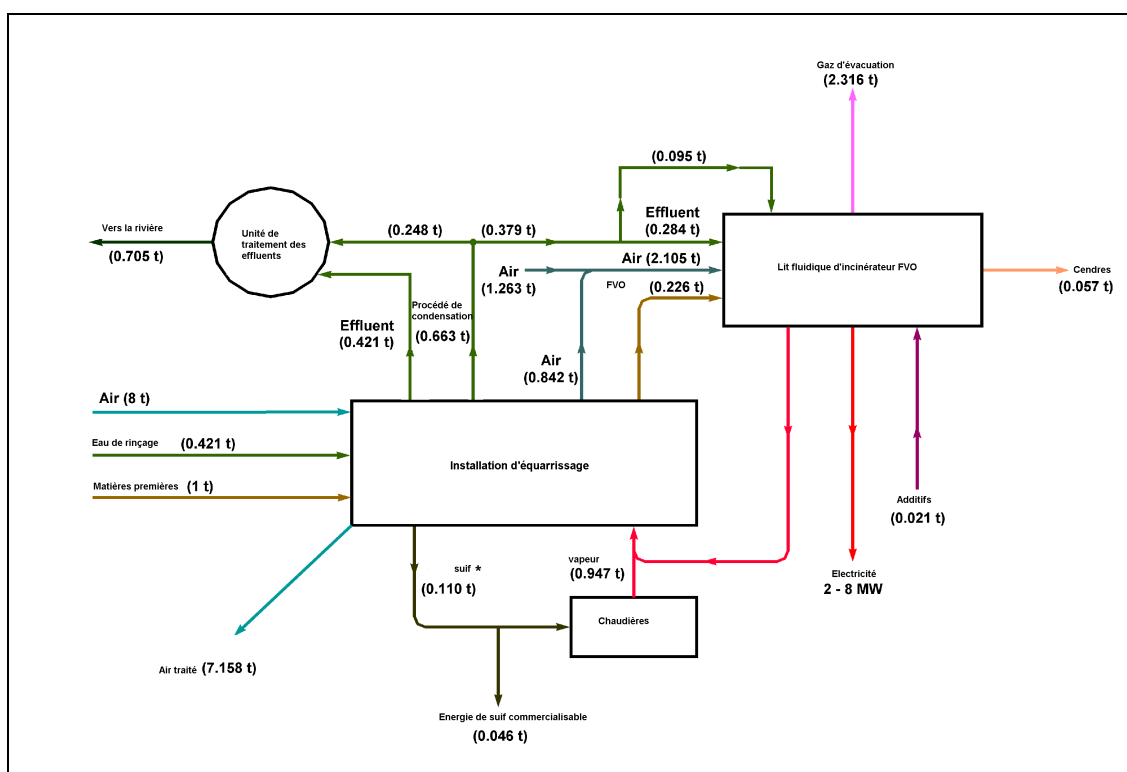 Gaz d'évacuation
(2.316 t)
(0.095 t)
Vers la rivière
(0.705 t)
Unité de
traitement des
effluents
(0.248 t)
(0.379 t)
Effluent
(0.284 t)
Air
(1.263 t)
Air (2.105 t)
FVO
(0.226 t)
Lit fluidique d'incinérateur FVO
Cendres
(0.057 t)
Effluent
(0.421 t)
Procédé de
condensation
(0.663 t)
Air
(0.842 t)
Air (8 t)
Eau de rinçage (0.421 t)
Matières premières (1 t)
Installation d'équarrissage
Additifs
(0.021 t)
suif *
(0.110 t)
vapeur
(0.947 t)
Electricité
2 - 8 MW
Chaudières
Air traité (7.158 t)
Energie de suif commercialisable
(0.046 t)